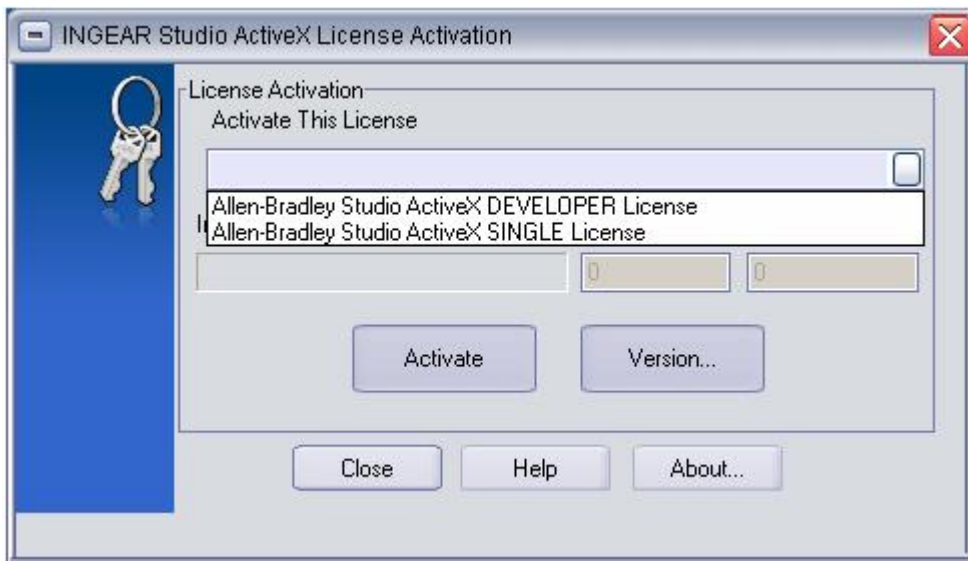 INGEAR Studio ActiveX License Activation
License Activation
Activate This License
Allen-Bradley Studio ActiveX DEVELOPER License
Allen-Bradley Studio ActiveX SINGLE License
0 0
Activate Version...
Close Help About...